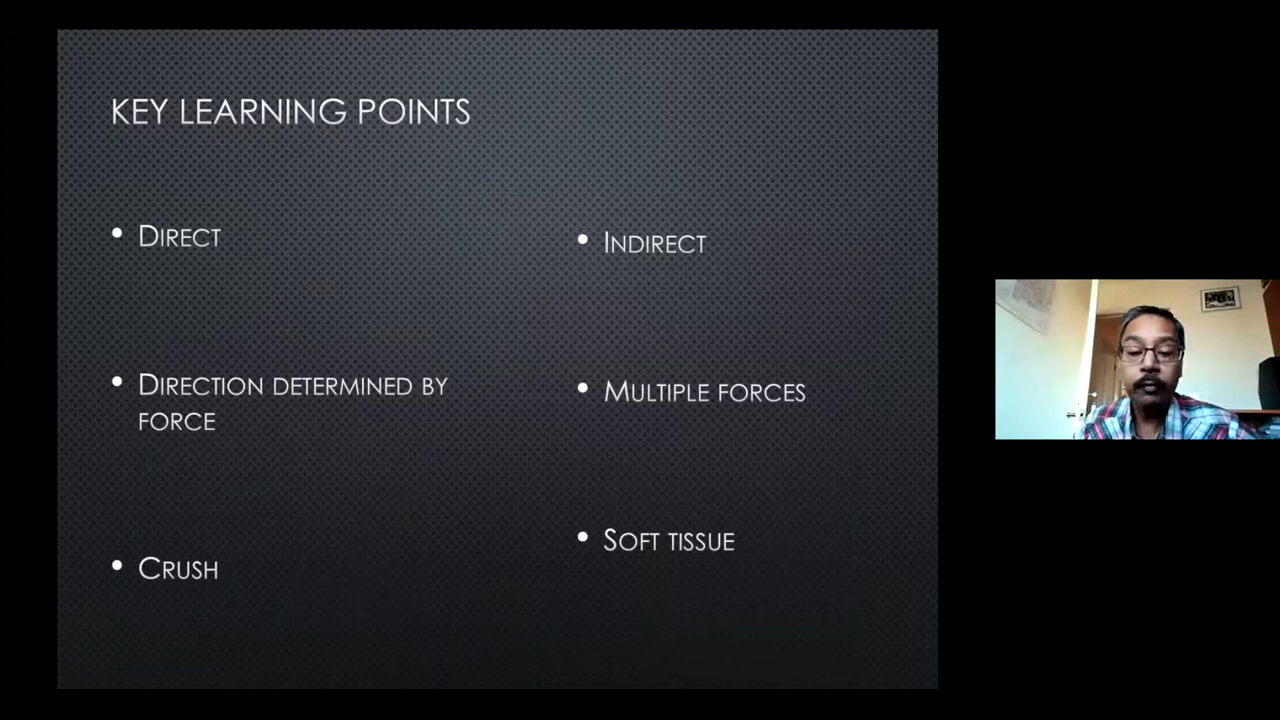 KEY LEARNING POINTS
• DIRECT
• DIRECTION DETERMINED BY
FORCE
• CRUSH
• INDIRECT
• MULTIPLE FORCES
• SOFT TISSUE